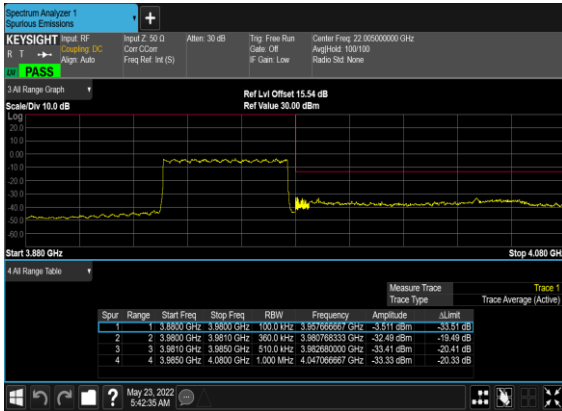 Spectrum Analyzer 1
Spurious Emissions
KEYSIGHT Input: RF Input Z: 50 Ω Atten: 30 dB Trig: Free Run Center Freq: 22.005000000 GHz
R T Coupling: DC Corr CCorr Gate: Off Avg|Hold: 100/100
Align: Auto Freq Ref: Int (S) IF Gain: Low Radio Std: None
PASS
3 All Range Graph
Ref Lvl Offset 15.54 dB
Scale/Div 10.0 dB Ref Value 30.00 dBm
Log
20.0
10.0
0.00
-10.0
-20.0
-30.0
-40.0
-50.0
-60.0
Start 3.880 GHz Stop 4.080 GH
4 All Range Table
Measure Trace Trace 1
Trace Type Trace Average (Active)
Spur Range Start Freq Stop Freq RBW Frequency Amplitude ΔLimit
1 1 3.8800 GHz 3.9800 GHz 100.0 kHz 3.957666667 GHz -3.511 dBm -33.51 dB
2 2 3.9800 GHz 3.9810 GHz 360.0 kHz 3.980768333 GHz -32.49 dBm -19.49 dB
3 3 3.9810 GHz 3.9850 GHz 510.0 kHz 3.982680000 GHz -33.41 dBm -20.41 dB
4 4 3.9850 GHz 4.0800 GHz 1.000 MHz 4.047066667 GHz -33.33 dBm -20.33 dB
May 23, 2022
5:42:35 AM